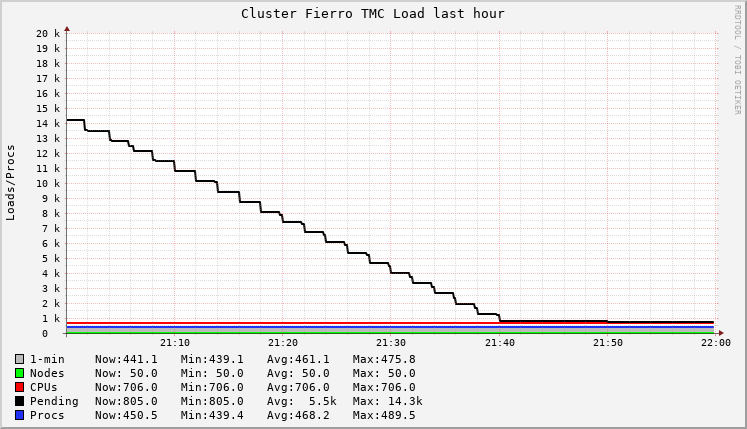 Cluster Fierro TMC Load last hour
RRDTOOL / TOBI OETIKER
Loads/Procs
20 k
19 k
18 k
17 k
16 k
15 k
14 k
13 k
12 k
11 k
10 k
9 k
8 k
7 k
6 k
5 k
4 k
3 k
2 k
1 k
0
21:10 21:20 21:30 21:40 21:50 22:00
1-min Now:441.1 Min:439.1 Avg:461.1 Max:475.8
Nodes Now: 50.0 Min: 50.0 Avg: 50.0 Max: 50.0
CPUs Now:706.0 Min:706.0 Avg:706.0 Max:706.0
Pending Now:805.0 Min:805.0 Avg: 5.5k Max: 14.3k
Procs Now:450.5 Min:439.4 Avg:468.2 Max:489.5